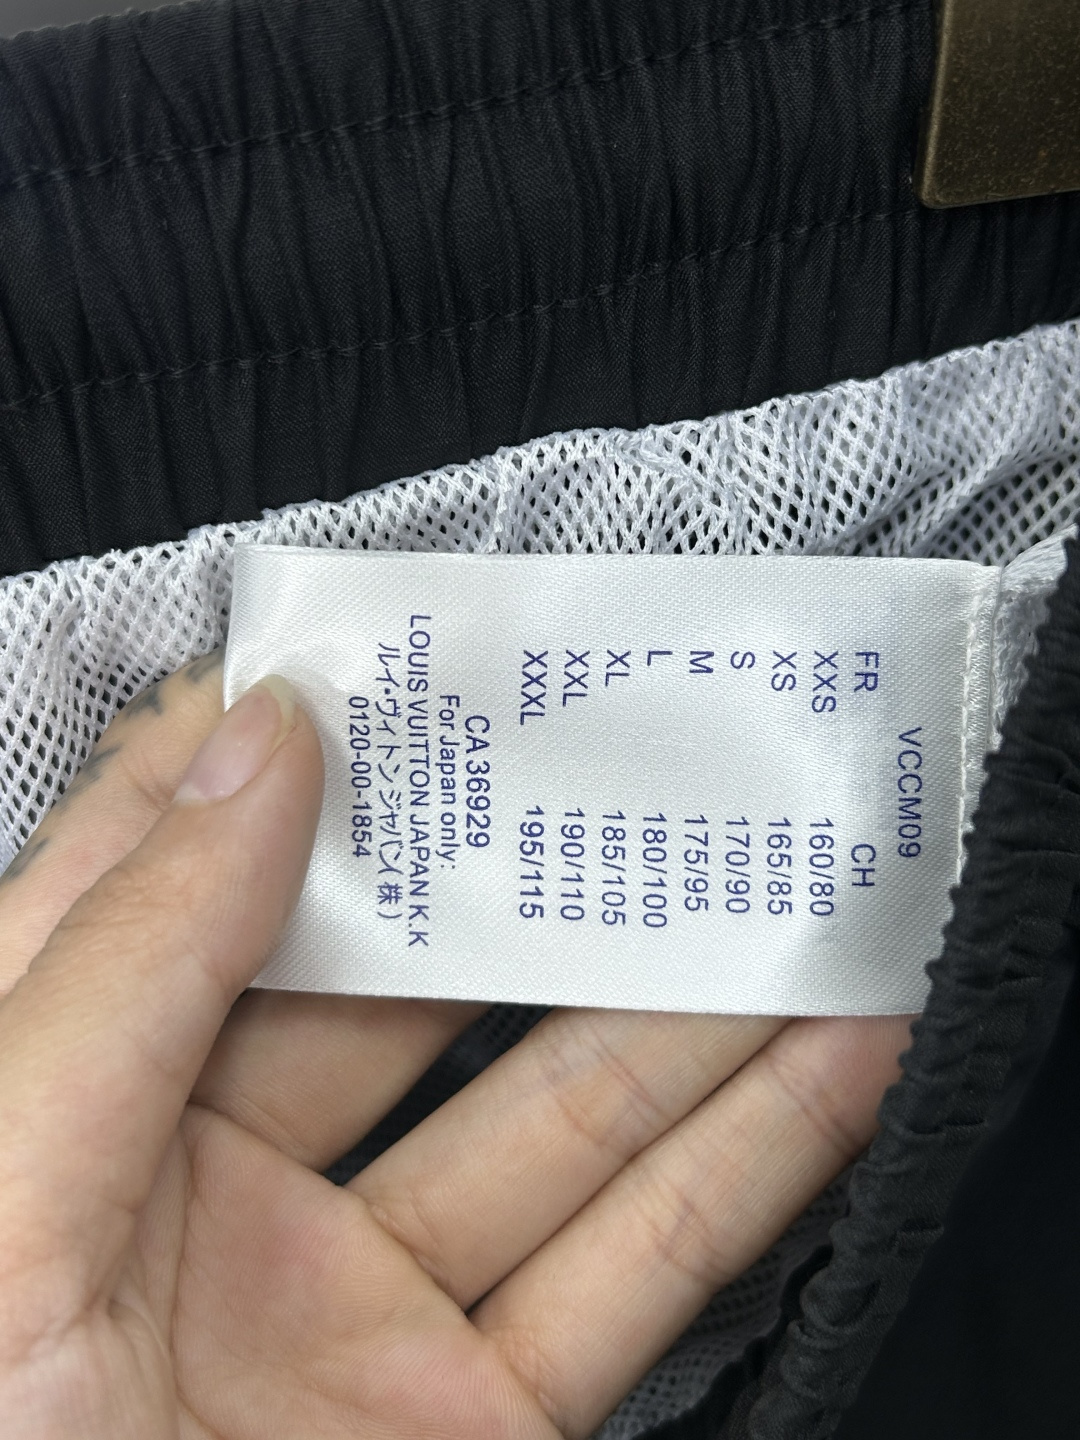 VCCM09
FR CH
XXS 160/80
XS 165/85
S 170/90
M 175/95
L 180/100
XL 185/105
XXL 190/110
XXXL 195/115
CA36929
For Japan only:
LOUIS VUITTON JAPAN K.K
ルイ・ヴィトン ジャパン(株)
0120-00-1854